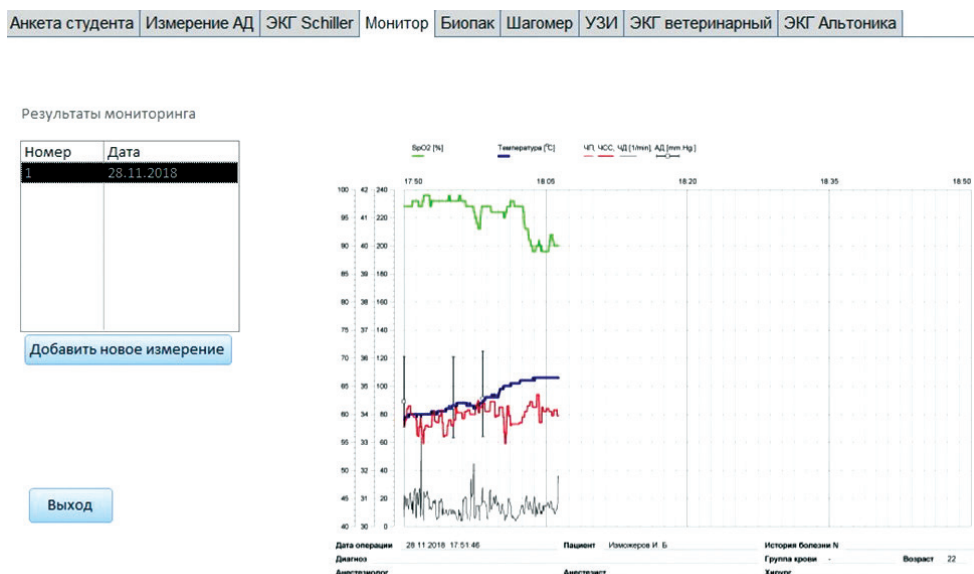 Анкета студента Измерение АД ЭКГ Schiller Монитор Биопак Шагомер УЗИ ЭКГ ветеринарный ЭКГ Альтоника
Результаты мониторинга
Номер Дата
1 28.11.2018
Добавить новое измерение
Выход
SpO2 [%] Температура [°C] ЧП, ЧСС, ЧД [1/min], АД [mm.Hg.]
17:50 18:05 18:20 18:35 18:50
100 42 240
95 41 220
90 40 200
85 39 180
80 38 160
75 37 140
70 36 120
65 35 100
60 34 80
55 33 60
50 32 40
45 31 20
40 30 0
Дата операции 28 11 2018 17:51:46 Пациент Изможеров И. Б История болезни N
Диагноз Группа крови - Возраст 22
Анестезиолог Анестезист Хирург